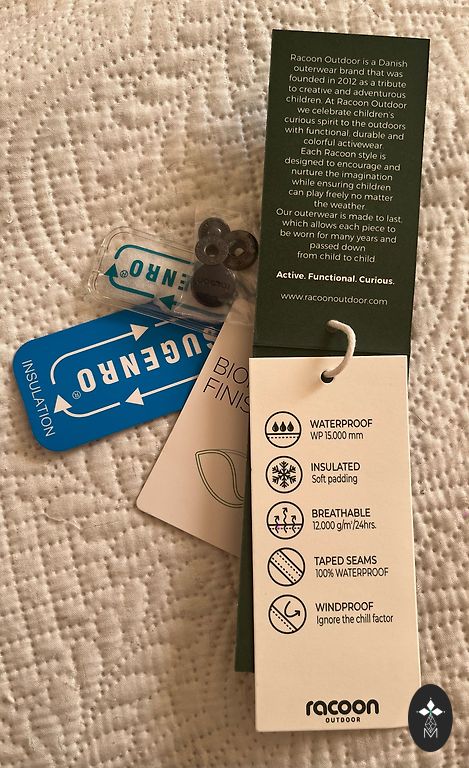 Racoon Outdoor is a Danish
outerwear brand that was
founded in 2012 as a tribute
to creative and adventurous
children. At Racoon Outdoor
we celebrate children's
curious spirit to the outdoors
with functional, durable and
colorful activewear.
Each Racoon style is
designed to encourage and
nurture the imagination
while ensuring children
can play freely no matter
the weather.
Our outerwear is made to last,
which allows each piece to
be worn for many years and
passed down
from child to child
Active. Functional. Curious.
www.racoonoutdoor.com
SUGENRO
INSULATION
WATERPROOF
WP 15.000 mm
INSULATED
Soft padding
BREATHABLE
12.000 g/m²/24hrs.
TAPED SEAMS
100% WATERPROOF
WINDPROOF
Ignore the chill factor
racoon
OUTDOOR
M